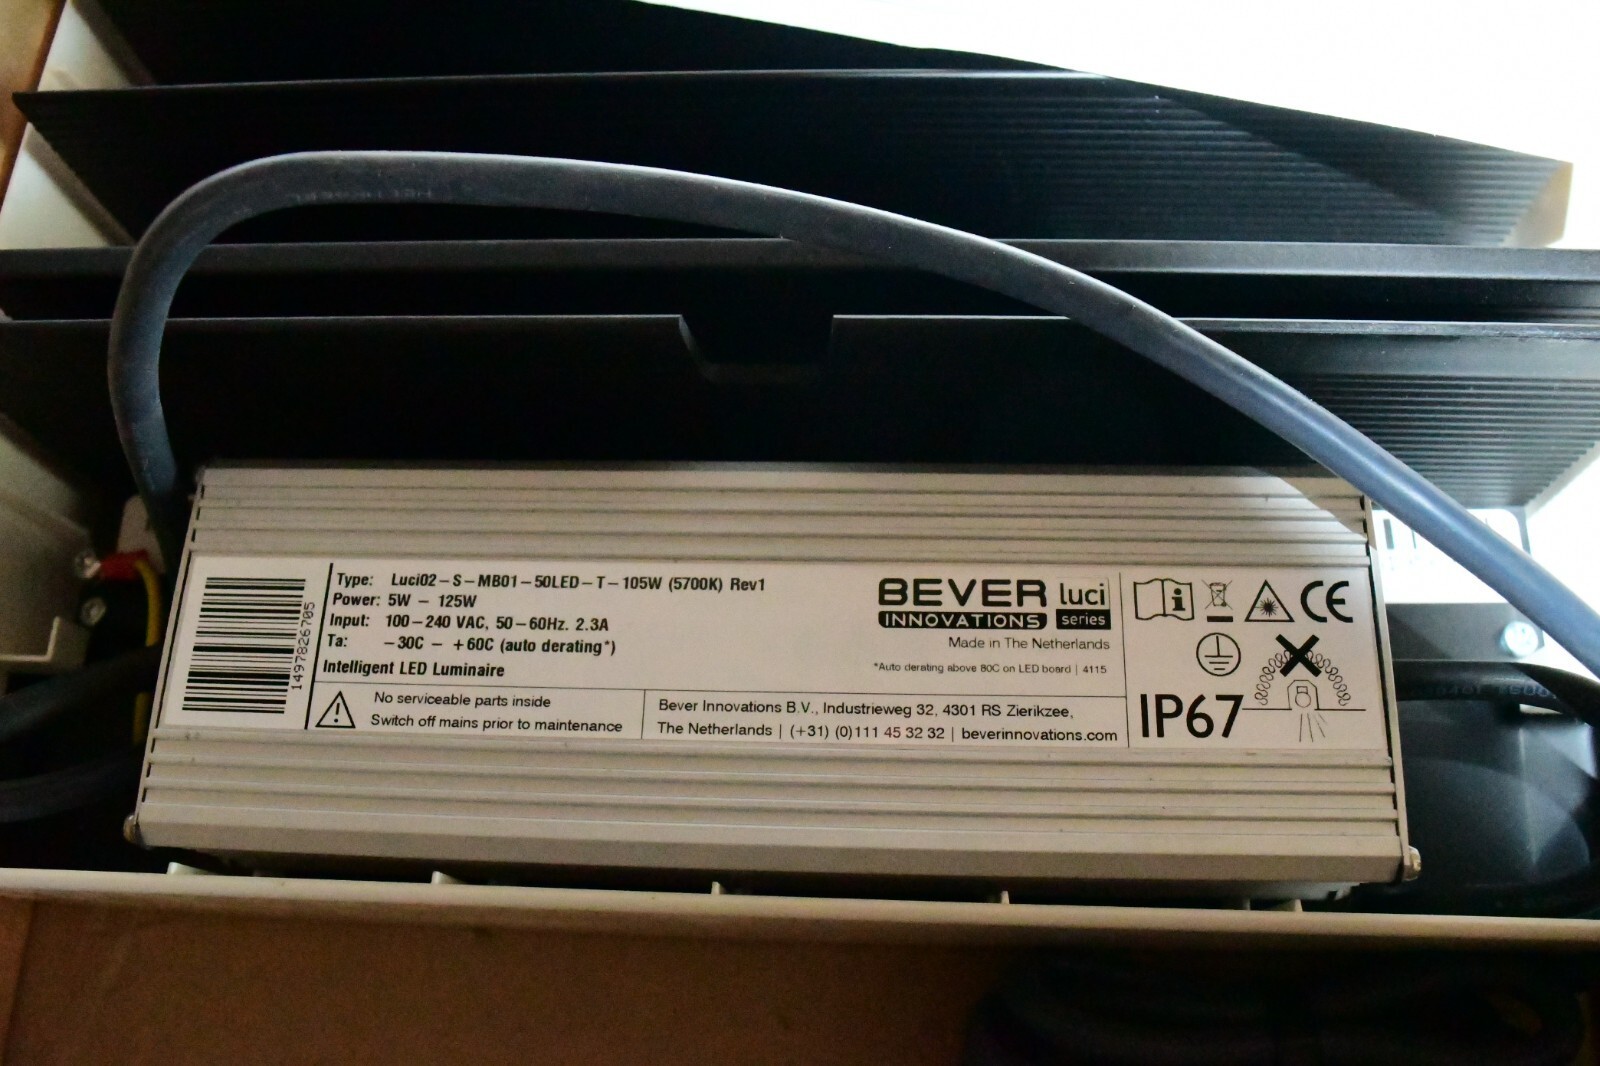 Type: Luci02-S-MB01-50LED-T-105W (5700K) Rev1
Power: 5W - 125W
Input: 100-240 VAC, 50-60Hz. 2.3A
Ta: -30C - +60C (auto derating*)
Intelligent LED Luminaire
1497826705
No serviceable parts inside
Switch off mains prior to maintenance
BEVER luci
INNOVATIONS series
Made in The Netherlands
*Auto derating above 80C on LED board | 4115
Bever Innovations B.V., Industrieweg 32, 4301 RS Zierikzee,
The Netherlands | (+31) (0)111 45 32 32 | beverinnovations.com
CE
IP67